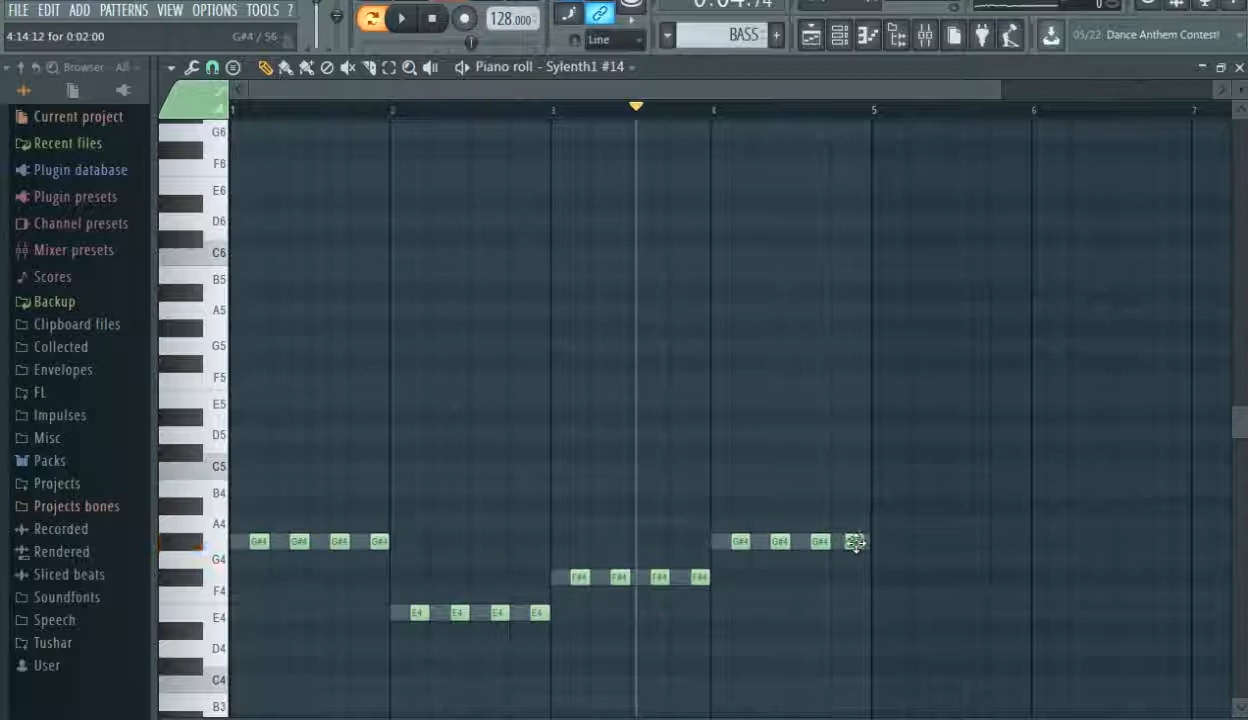 FILE EDIT ADD PATTERNS VIEW OPTIONS TOOLS ?
128.000
4:14:12 for 0:02:00
G#4 / 56
Line
BASS
05/22 Dance Anthem Contest!
Browser - All
Piano roll - Sylenth1 #14
1 2 3 4 5 6 7
Current project
Recent files
Plugin database
Plugin presets
Channel presets
Mixer presets
Scores
Backup
Clipboard files
Collected
Envelopes
FL
Impulses
Misc
Packs
Projects
Projects bones
Recorded
Rendered
Sliced beats
Soundfonts
Speech
Tushar
User
G6
F6
E6
D6
C6
B5
A5
G5
F5
E5
D5
C5
B4
A4
G4
F4
E4
D4
C4
B3
G#4 G#4 G#4 G#4 G#4 G#4 G#4
F#4 F#4 F#4 F#4
E4 E4 E4 E4